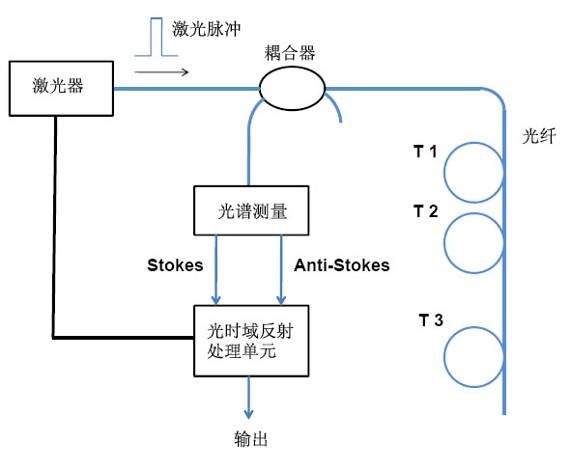 激光脉冲
耦合器
激光器
光纤
T 1
T 2
光谱测量
Stokes
Anti-Stokes
T 3
光时域反射
处理单元
输出